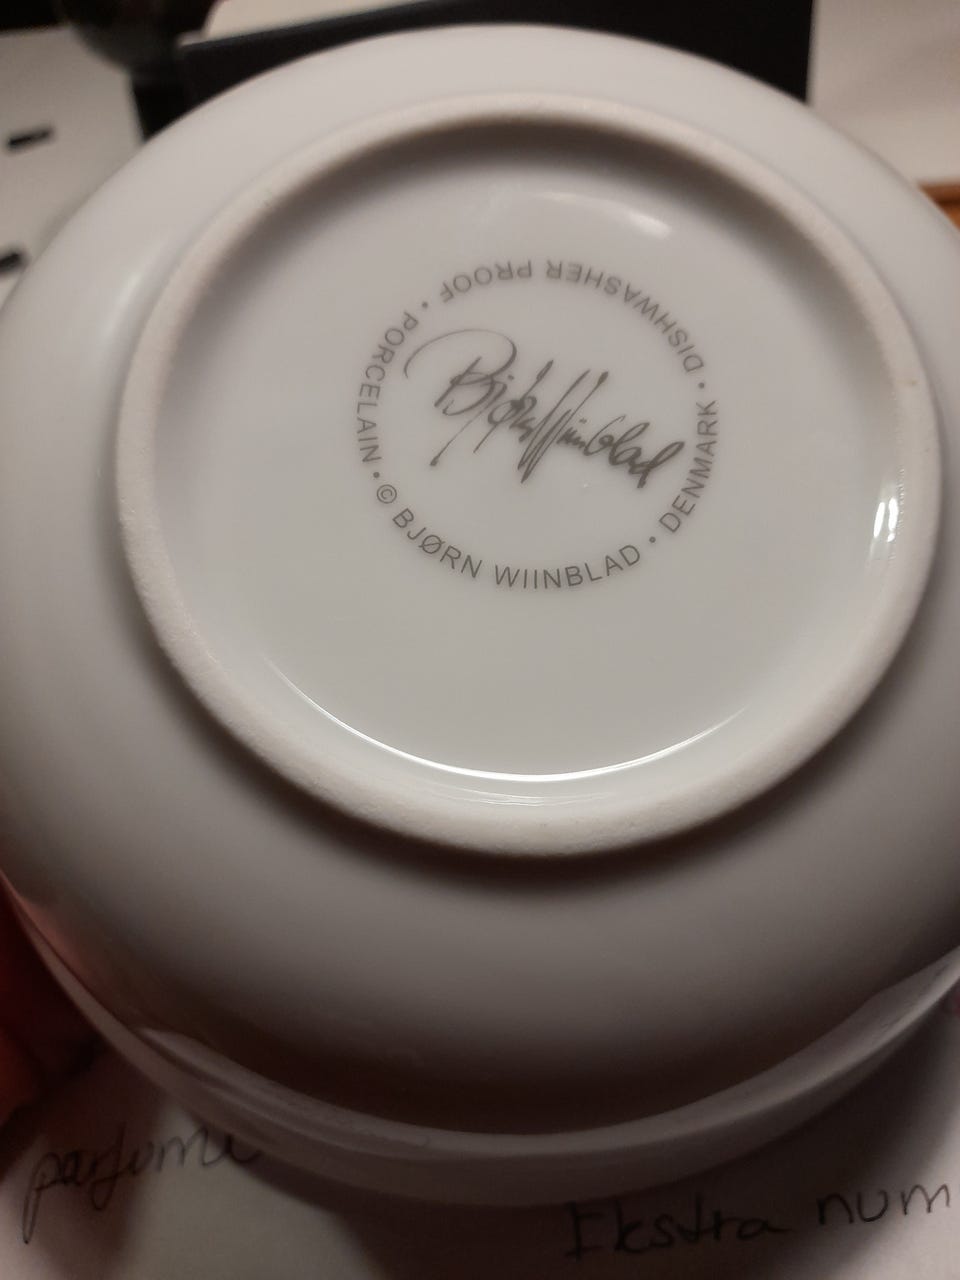 Bjørn Wiinblad
© BJØRN WIINBLAD • DENMARK • DISHWASHER PROOF • PORCELAIN •
parfume
Ekstra num